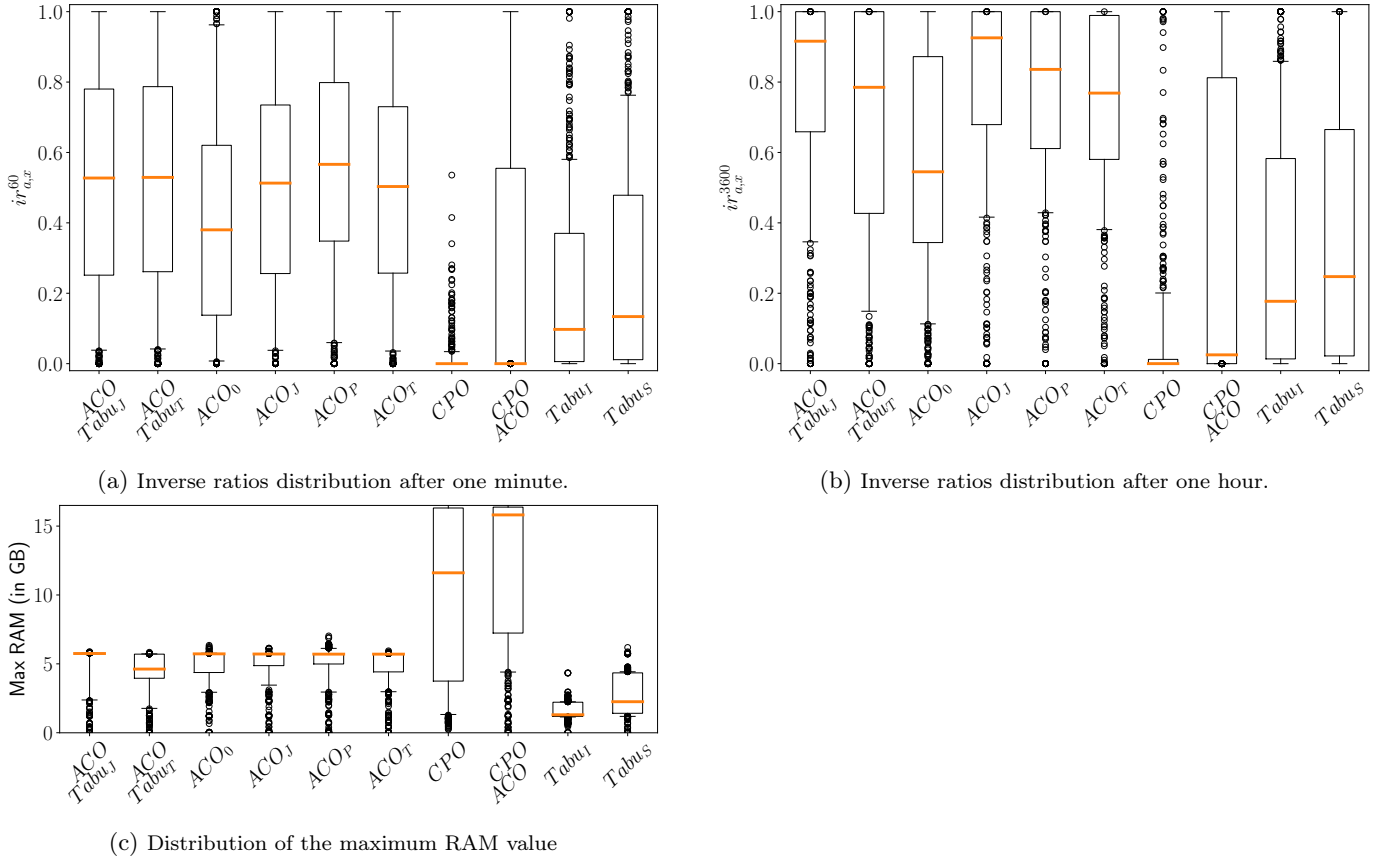 1.0
0.8
0.6
0.4
0.2
0.0
ir^{60}_{a,x}
ACO Tabu_J
ACO Tabu_T
ACO_0
ACO_J
ACO_P
ACO_T
CPO
CPO ACO
Tabu_I
Tabu_S
(a) Inverse ratios distribution after one minute.
1.0
0.8
0.6
0.4
0.2
0.0
ir^{3600}_{a,x}
ACO Tabu_J
ACO Tabu_T
ACO_0
ACO_J
ACO_P
ACO_T
CPO
CPO ACO
Tabu_I
Tabu_S
(b) Inverse ratios distribution after one hour.
15
10
5
0
Max RAM (in GB)
ACO Tabu_J
ACO Tabu_T
ACO_0
ACO_J
ACO_P
ACO_T
CPO
CPO ACO
Tabu_I
Tabu_S
(c) Distribution of the maximum RAM value